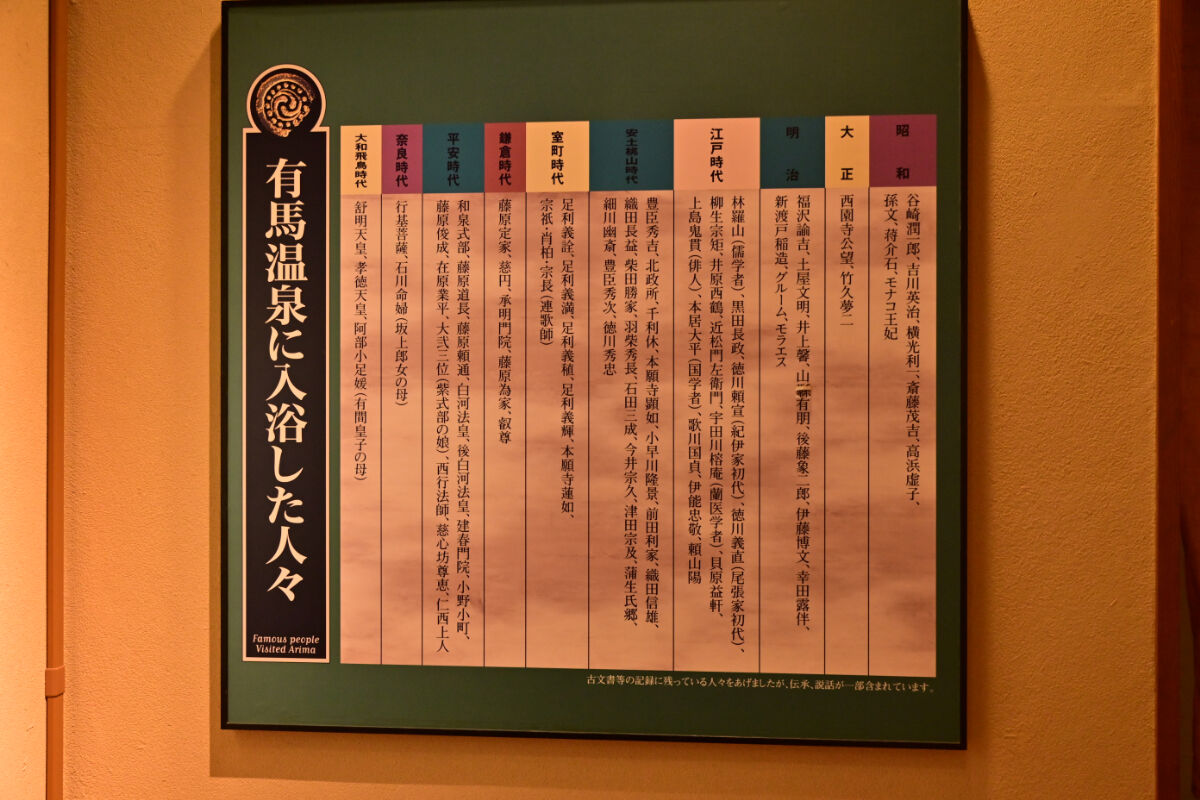 有馬温泉に入浴した人々
Famous people
Visited Arima
大和飛鳥時代
舒明天皇、孝徳天皇、阿部小足媛（有間皇子の母）
奈良時代
行基菩薩、石川命婦（坂上郎女の母）
平安時代
和泉式部、藤原道長、藤原頼通、白河法皇、後白河法皇、建春門院、小野小町、
藤原俊成、在原業平、大弐三位（紫式部の娘）、西行法師、慈心坊尊恵、仁西上人
鎌倉時代
藤原定家、慈円、承明門院、藤原為家、叡尊
室町時代
足利義詮、足利義満、足利義稙、足利義輝、本願寺蓮如、
宗祇・肖柏・宗長（連歌師）
安土桃山時代
豊臣秀吉、北政所、千利休、本願寺顕如、小早川隆景、前田利家、織田信雄、
織田長益、柴田勝家、羽柴秀長、石田三成、今井宗久、津田宗及、蒲生氏郷、
細川幽斎、豊臣秀次、徳川秀忠
江戸時代
林羅山（儒学者）、黒田長政、徳川頼宣（紀伊家初代）、徳川義直（尾張家初代）、
柳生宗矩、井原西鶴、近松門左衛門、宇田川榕庵（蘭医学者）、貝原益軒、
上島鬼貫（俳人）、本居大平（国学者）、歌川国貞、伊能忠敬、頼山陽
明治
福沢諭吉、土屋文明、井上馨、山縣有朋、後藤象二郎、伊藤博文、幸田露伴、
新渡戸稲造、グルーム、モラエス
大正
西園寺公望、竹久夢二
昭和
谷崎潤一郎、吉川英治、横光利一、斎藤茂吉、高浜虚子、
孫文、蒋介石、モナコ王妃
古文書等の記録に残っている人々をあげましたが、伝承、説話が一部含まれています。